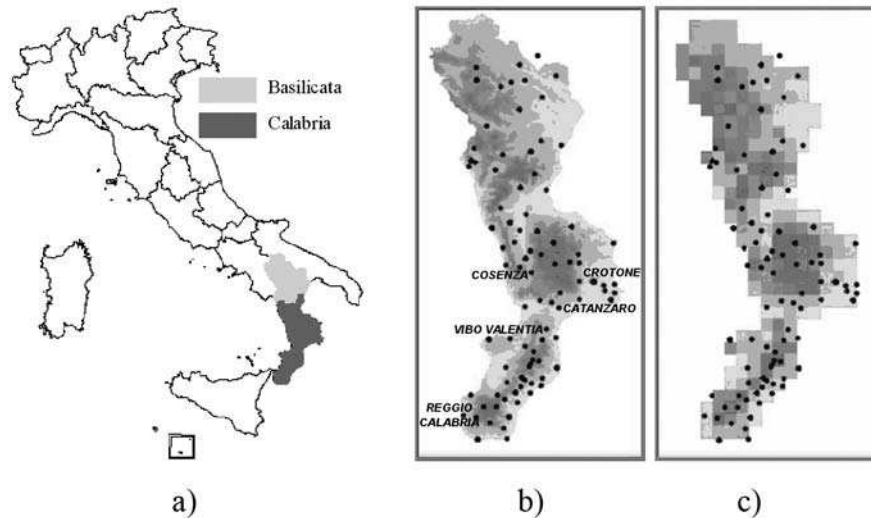 Basilicata
Calabria
COSENZA
CROTONE
CATANZARO
VIBO VALENTIA
REGGIO
CALABRIA
a)
b)
c)